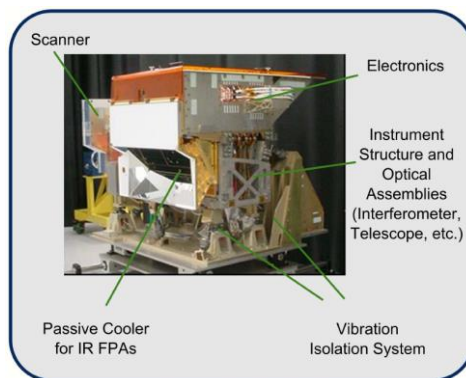 Scanner
Electronics
Instrument
Structure and
Optical
Assemblies
(Interferometer,
Telescope, etc.)
Passive Cooler
for IR FPAs
Vibration
Isolation System